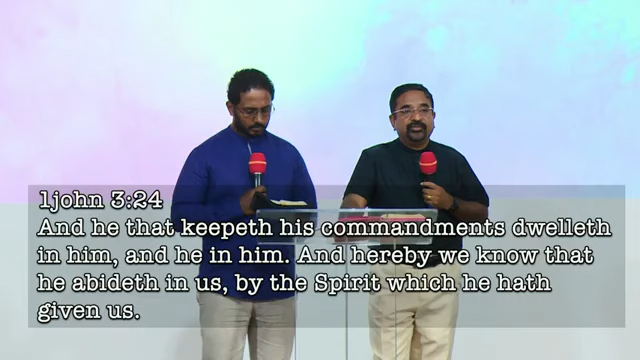 1john 3:24
And he that keepeth his commandments dwelleth
in him, and he in him. And hereby we know that
he abideth in us, by the Spirit which he hath
given us.